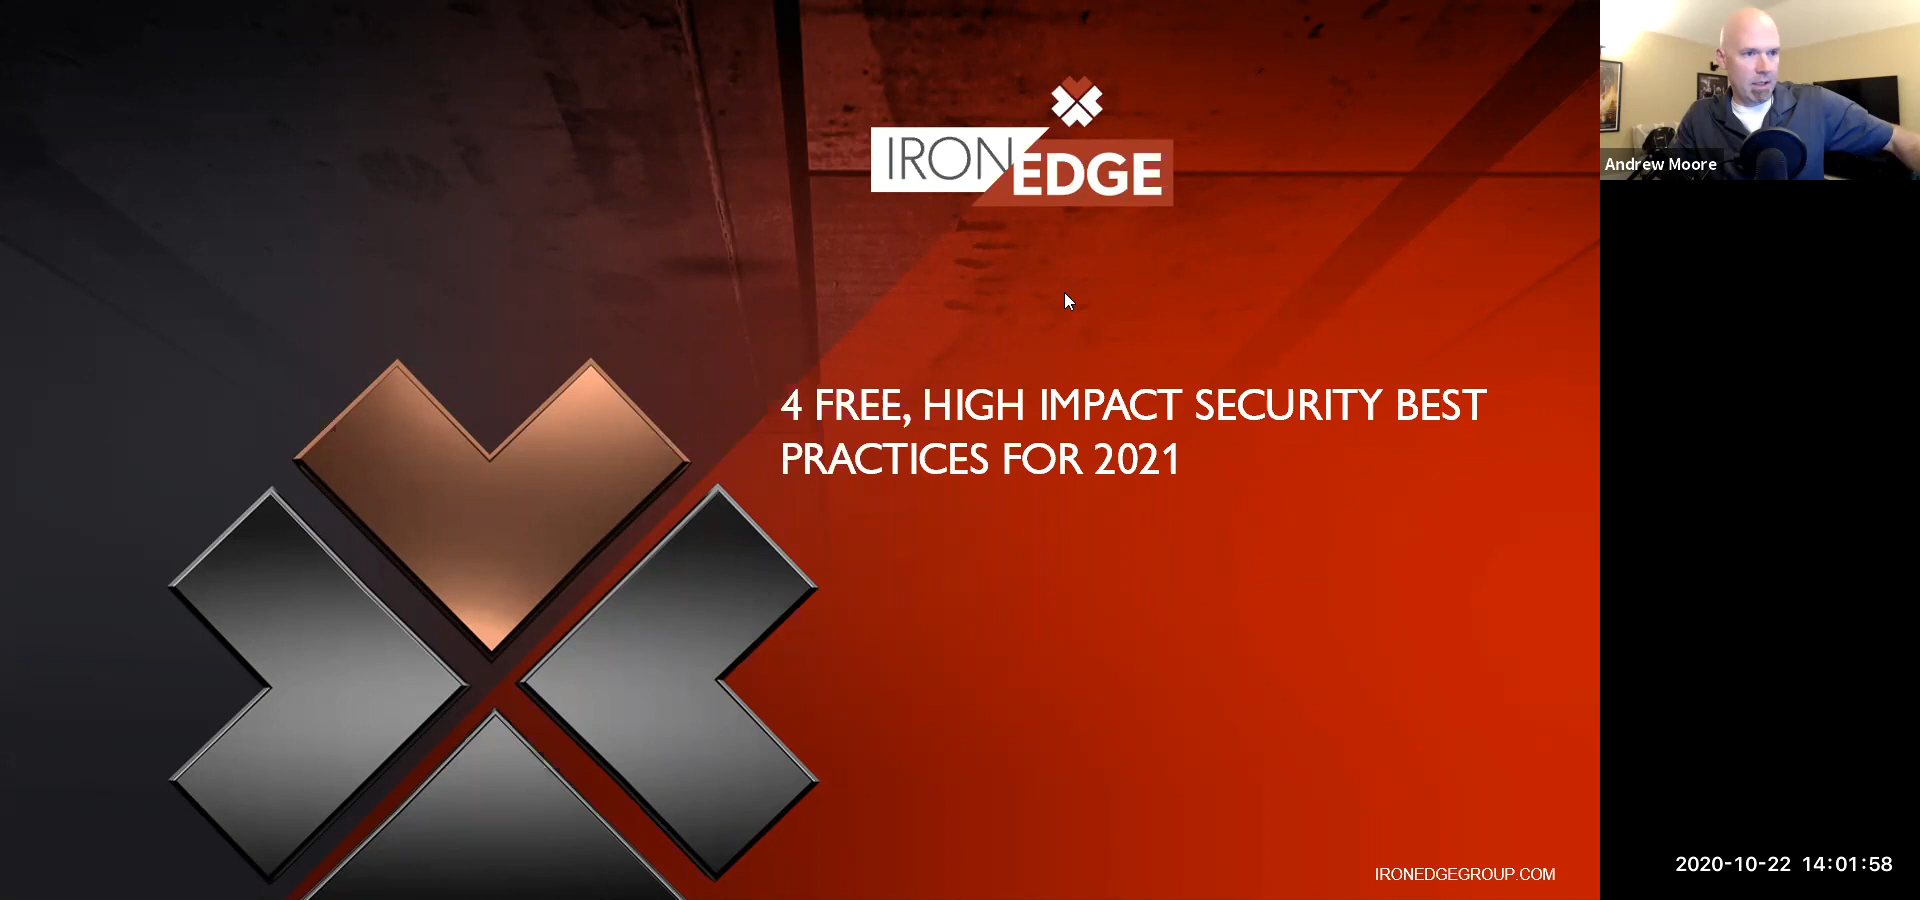 IRON
EDGE
4 FREE, HIGH IMPACT SECURITY BEST
PRACTICES FOR 2021
IRONEDGEGROUP.COM
Andrew Moore
2020-10-22 14:01:58